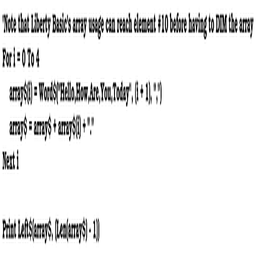 'Note that Liberty Basic's array usage can reach element #10 before having to DIM the array
For i = 0 To 4
array$(i) = Word$("Hello,How,Are,You,Today", (i + 1), ",")
array$ = array$ + array$(i) + "."
Next i
Print Left$(array$, (Len(array$) - 1))